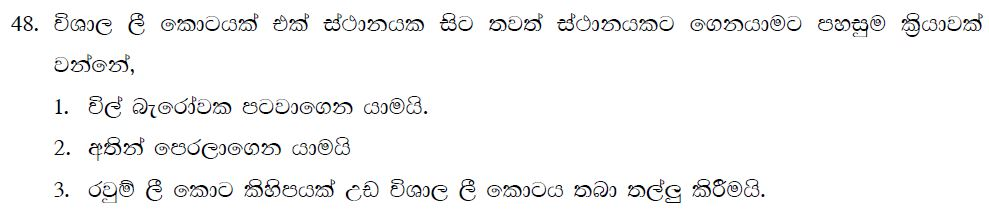 48. විශාල ලී කොටයක් එක් ස්ථානයක සිට තවත් ස්ථානයකට ගෙනයාමට පහසුම ක්‍රියාවක්
වන්නේ,
1. විල් බැරෝවක පටවාගෙන යාමයි.
2. අතින් පෙරලාගෙන යාමයි
3. රවුම් ලී කොට කිහිපයක් උඩ විශාල ලී කොටය තබා තල්ලු කිරීමයි.